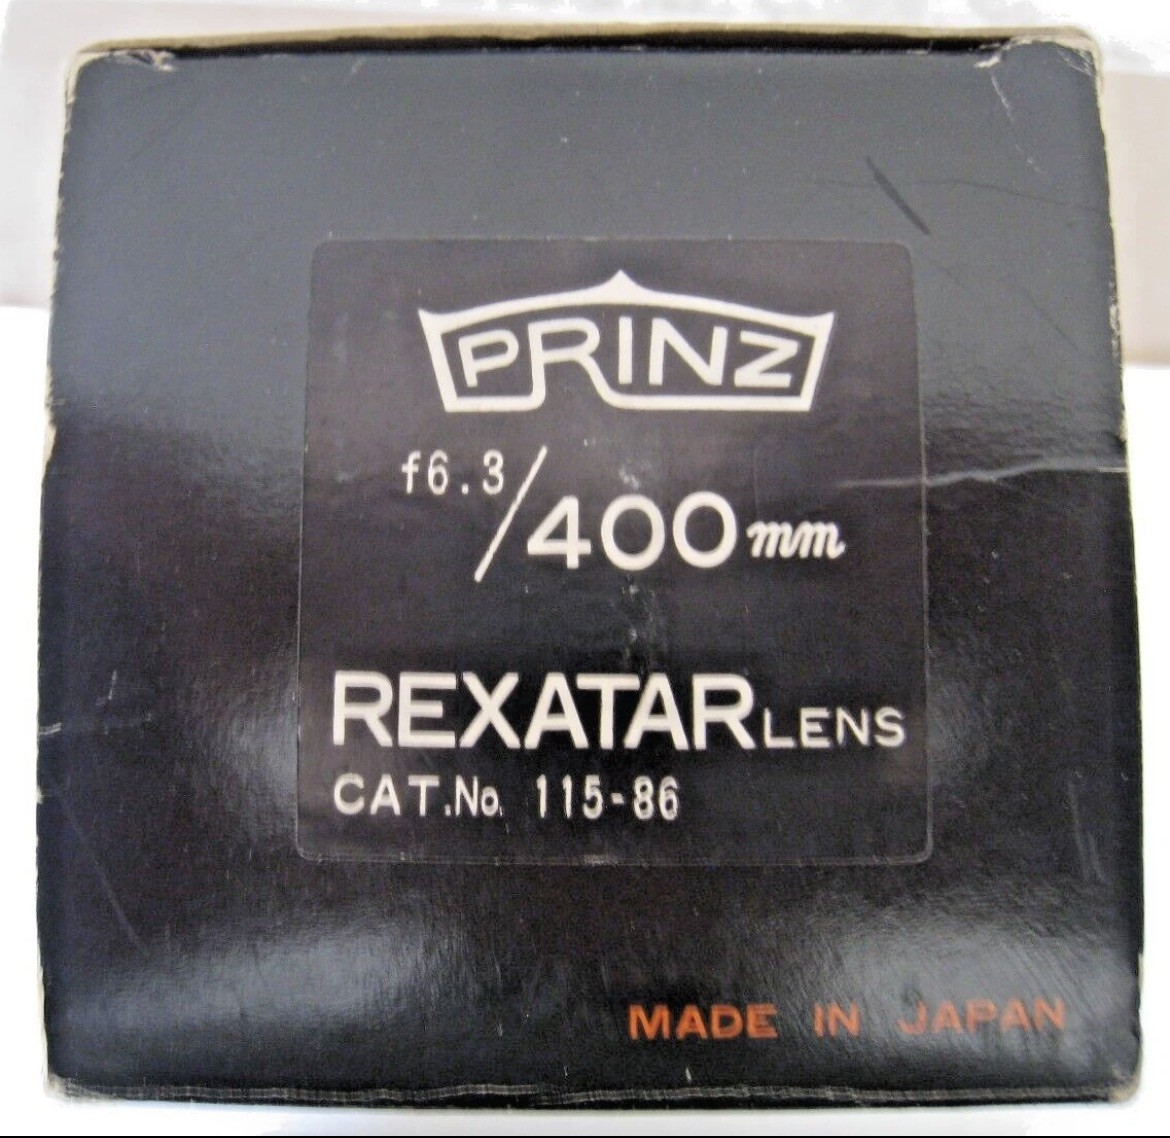 PRINZ
f6.3/400mm
REXATAR LENS
CAT.No. 115-86
MADE IN JAPAN